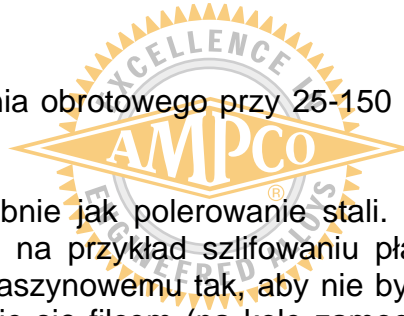 EXCELLENCE IN
nia obrotowego przy 25-150
AMPCO
®
bnie jak polerowanie stali.
na przykład szlifowaniu pła
aszynowemu tak, aby nie by
ENGINEERED ALLOYS